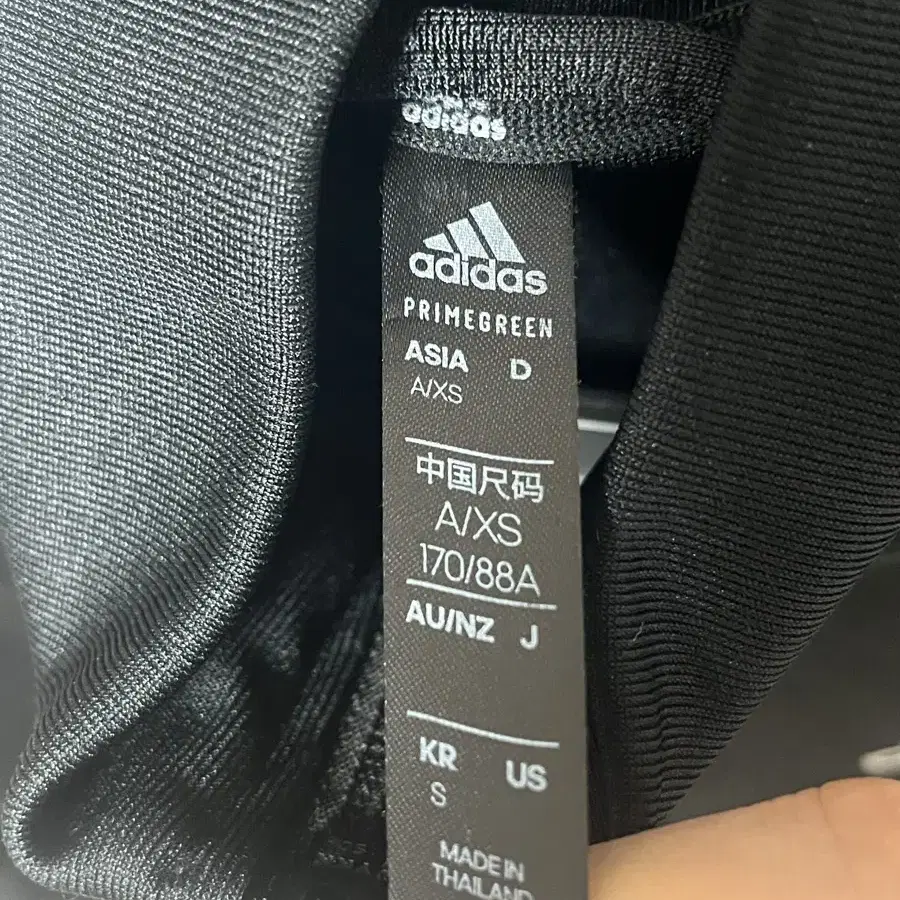 adidas
adidas
PRIMEGREEN
ASIA D
A/XS
中国尺码
A/XS
170/88A
AU/NZ J
KR US
S
MADE IN
THAILAND